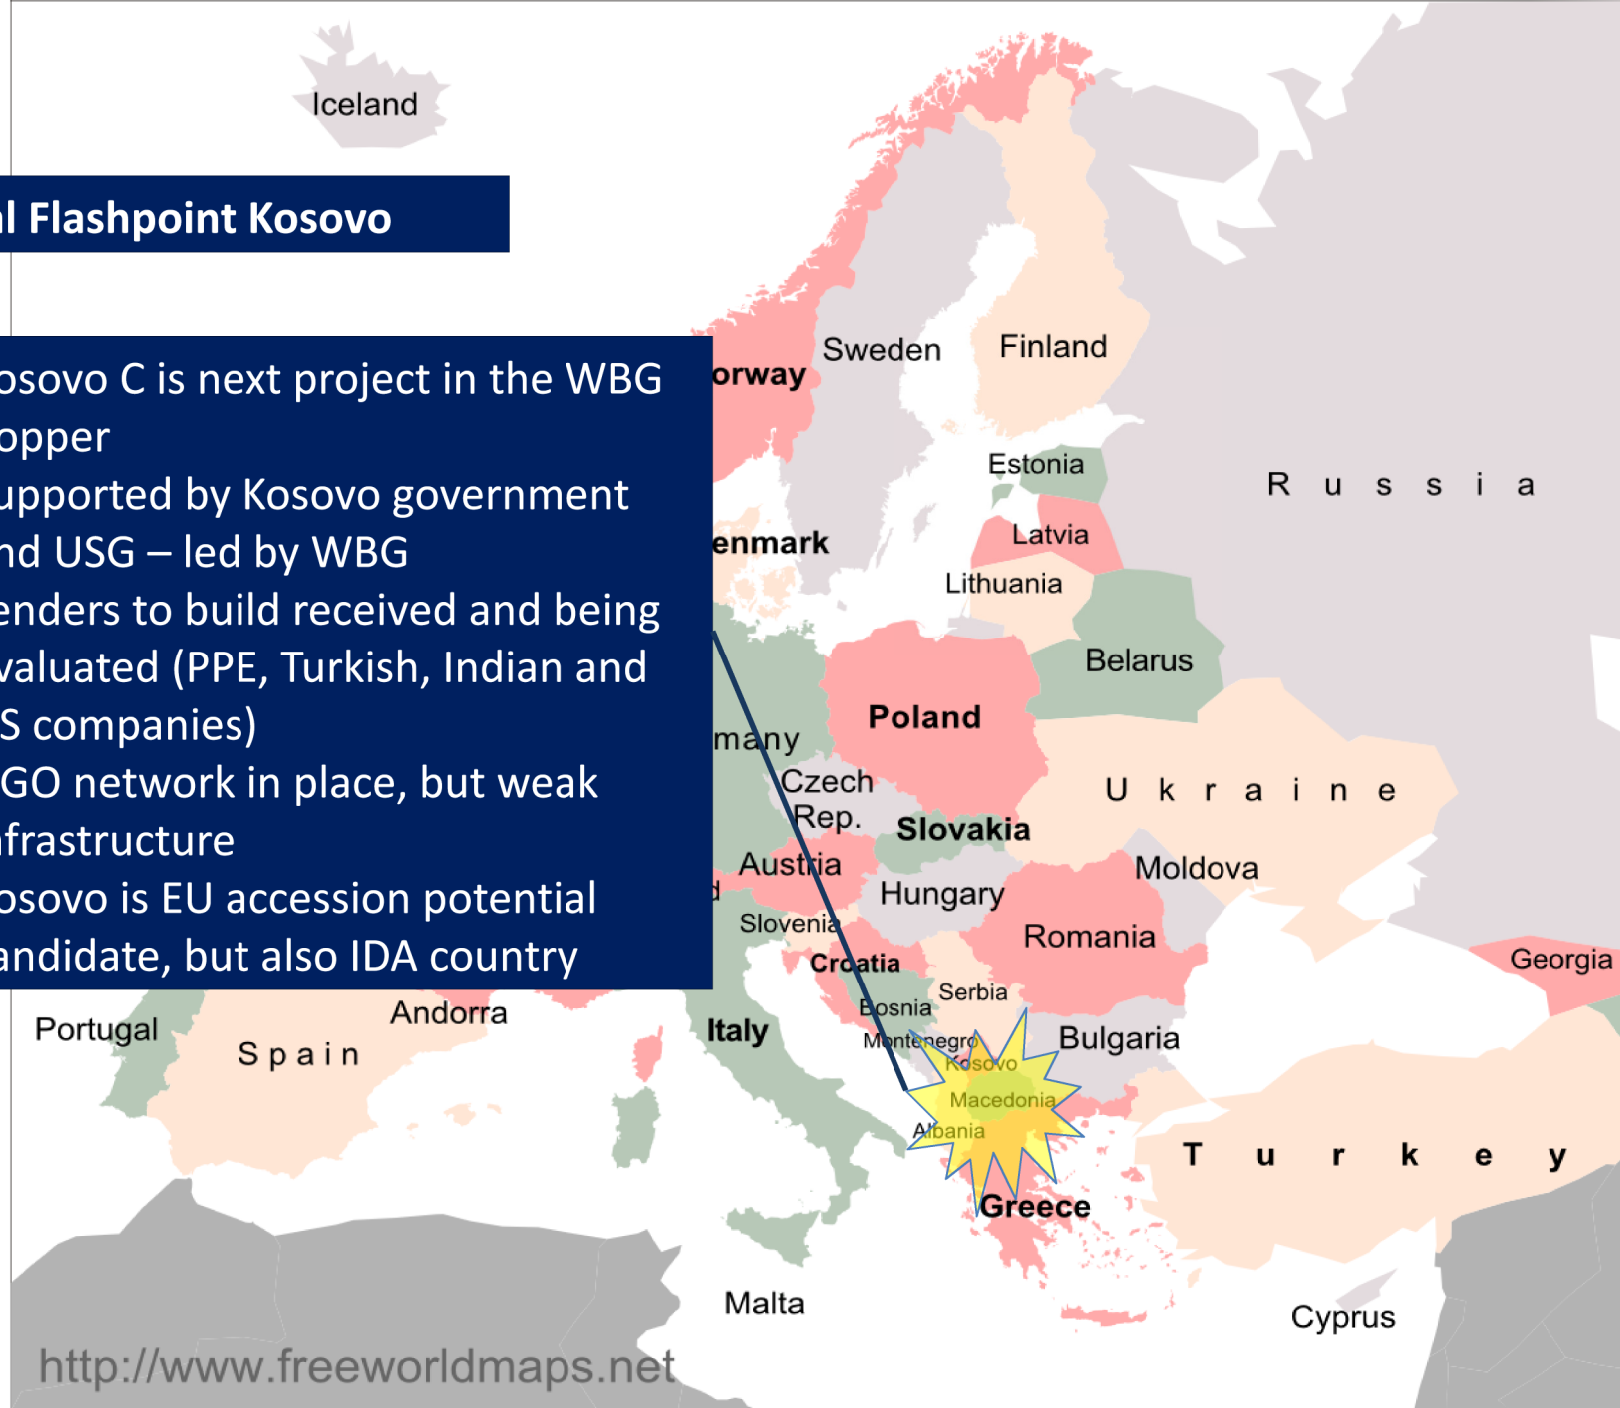 Iceland
al Flashpoint Kosovo
osovo C is next project in the WBG
opper
upported by Kosovo government
nd USG – led by WBG
enders to build received and being
valuated (PPE, Turkish, Indian and
S companies)
GO network in place, but weak
nfrastructure
osovo is EU accession potential
andidate, but also IDA country
orway
Sweden
Finland
Estonia
Russia
Latvia
enmark
Lithuania
Belarus
Poland
many
Czech
Rep.
Ukraine
Slovakia
Austria
Moldova
d
Hungary
Slovenia
Romania
Croatia
Georgia
Serbia
Bosnia
Andorra
Portugal
Spain
Italy
Montenegro
Bulgaria
Kosovo
Macedonia
Albania
Turkey
Greece
Malta
Cyprus
http://www.freeworldmaps.net